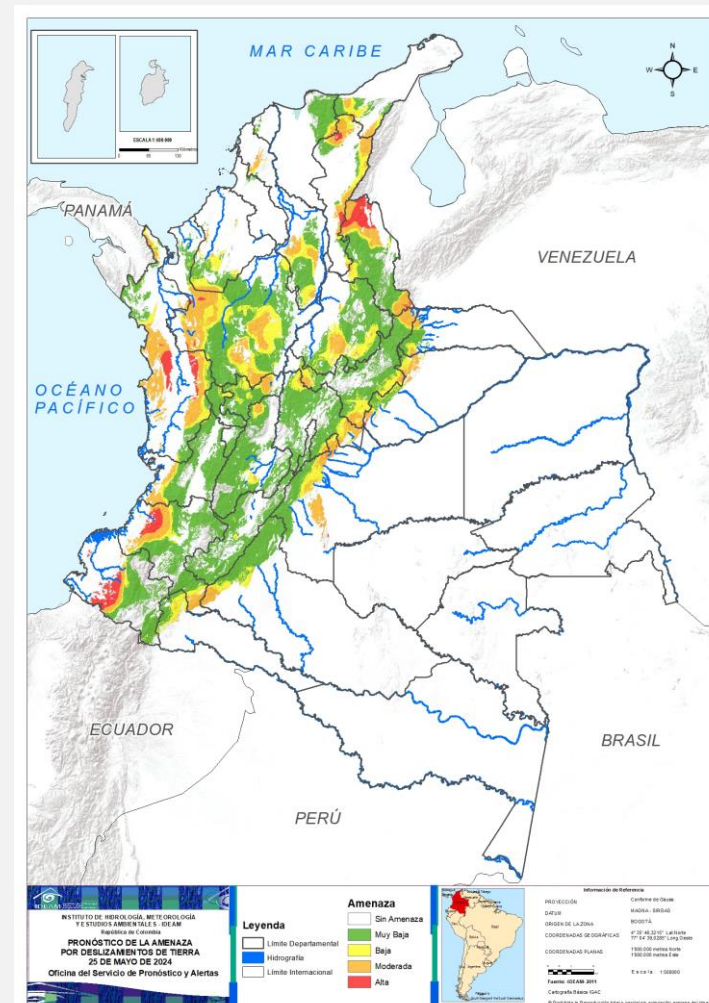 MAR CARIBE
N
W
E
S
ESCALA 1:600.000
PANAMÁ
VENEZUELA
OCÉANO
PACÍFICO
ECUADOR
PERÚ
BRASIL
IDEAM
INSTITUTO DE HIDROLOGÍA, METEOROLOGÍA
Y ESTUDIOS AMBIENTALES - IDEAM
República de Colombia
PRONÓSTICO DE LA AMENAZA
POR DESLIZAMIENTOS DE TIERRA
25 DE MAYO DE 2024
Oficina del Servicio de Pronóstico y Alertas
Leyenda
Límite Departamental
Hidrografía
Límite Internacional
Amenaza
Sin Amenaza
Muy Baja
Baja
Moderada
Alta
Información de Referencia
PROYECCIÓN Conforme de Gauss
DATUM MAGNA - SIRGAS
ORIGEN DE LA ZONA BOGOTÁ
COORDENADAS GEOGRÁFICAS
COORDENADAS PLANAS
Fuente: IDEAM 2011
Cartografía Básica IGAC